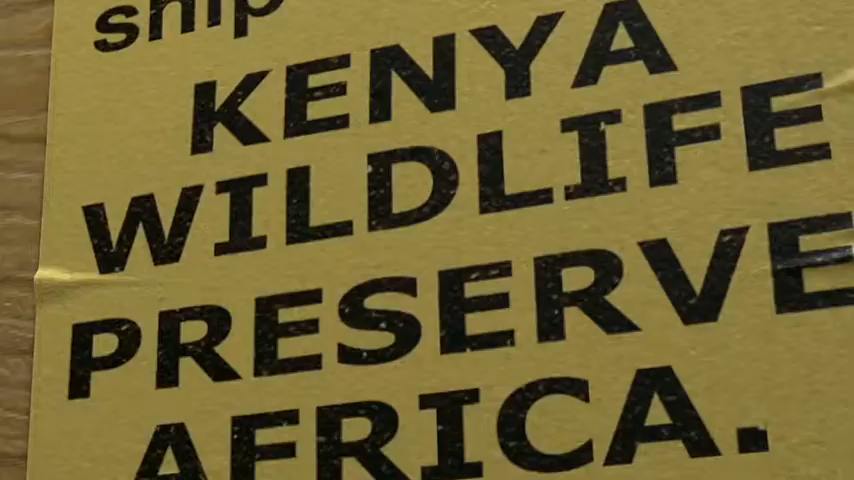 ship
KENYA
WILDLIFE
PRESERVE
AFRICA.